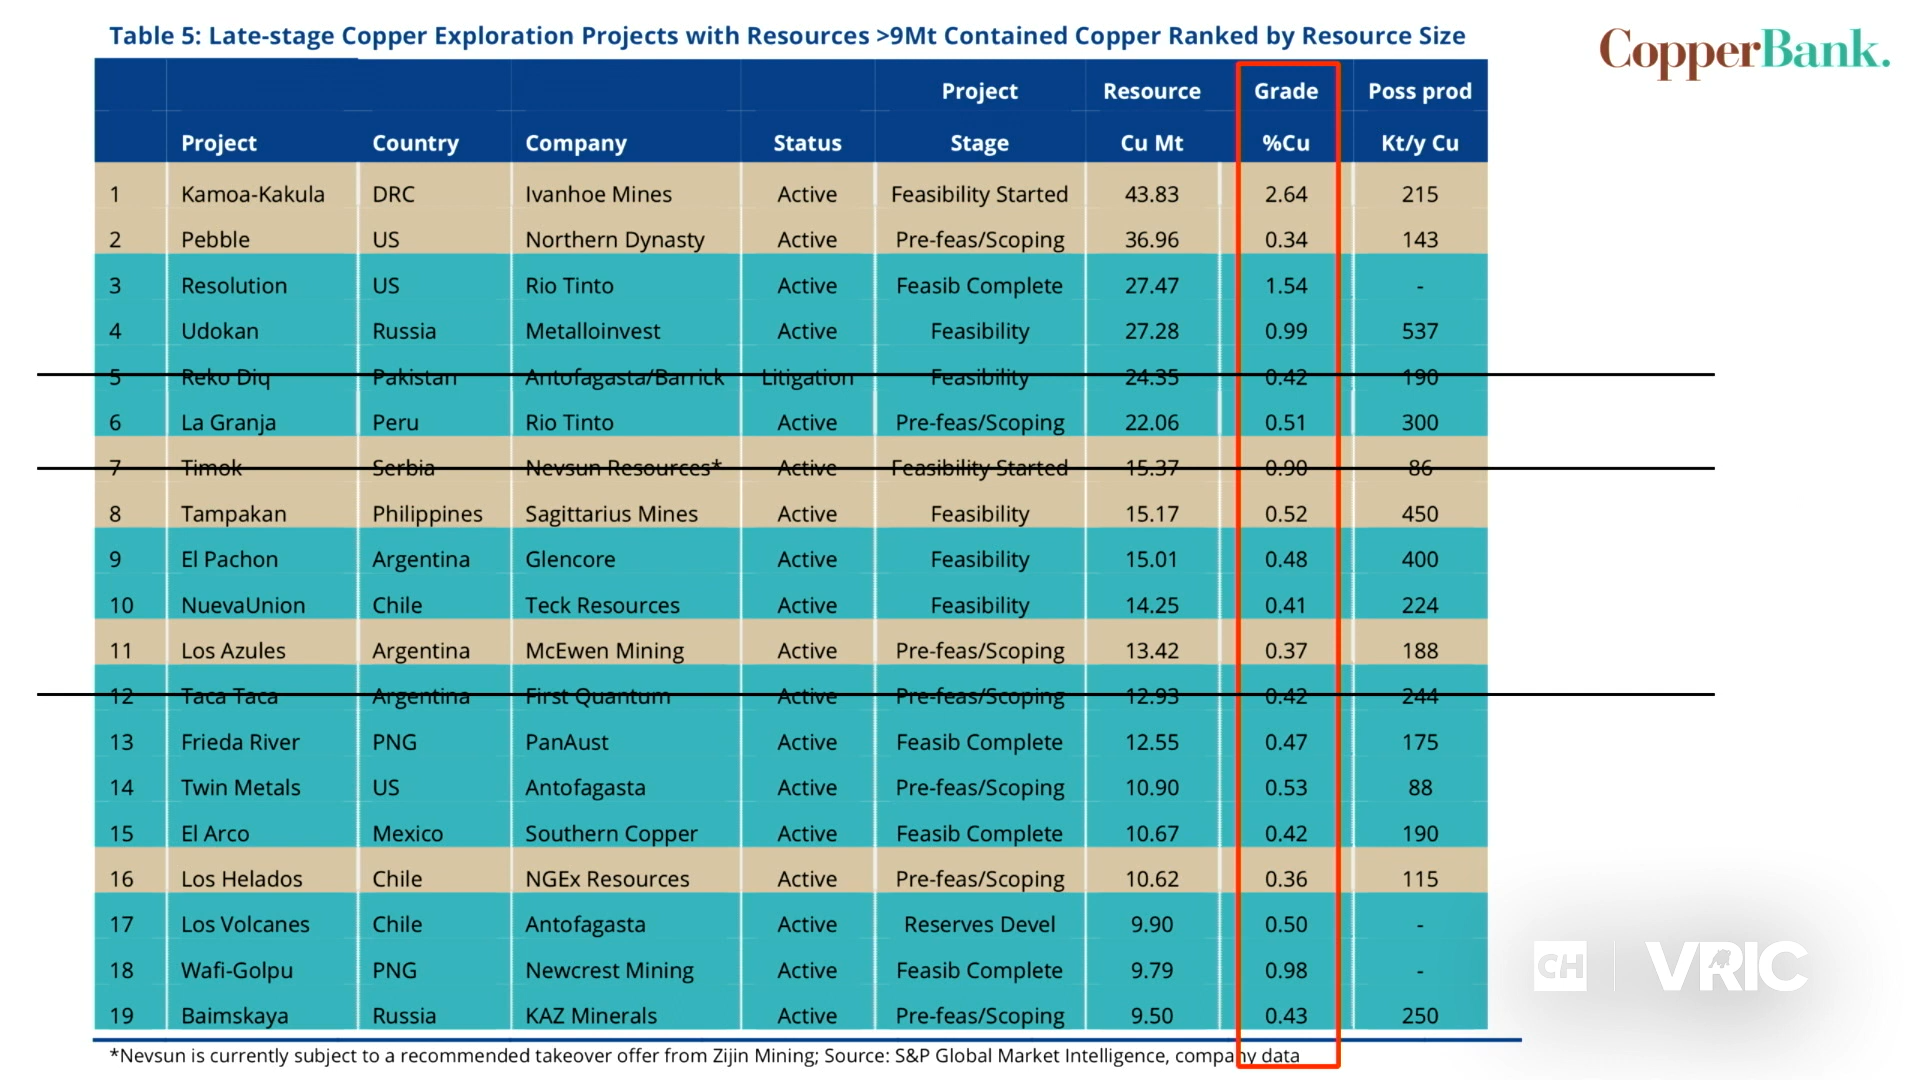 Table 5: Late-stage Copper Exploration Projects with Resources >9Mt Contained Copper Ranked by Resource Size
CopperBank.
Project Resource Grade Poss prod
Project Country Company Status Stage Cu Mt %Cu Kt/y Cu
1 Kamoa-Kakula DRC Ivanhoe Mines Active Feasibility Started 43.83 2.64 215
2 Pebble US Northern Dynasty Active Pre-feas/Scoping 36.96 0.34 143
3 Resolution US Rio Tinto Active Feasib Complete 27.47 1.54 -
4 Udokan Russia Metalloinvest Active Feasibility 27.28 0.99 537
5 Reko Diq Pakistan Antofagasta/Barrick Litigation Feasibility 24.35 0.42 190
6 La Granja Peru Rio Tinto Active Pre-feas/Scoping 22.06 0.51 300
7 Timok Serbia Nevsun Resources* Active Feasibility Started 15.37 0.90 86
8 Tampakan Philippines Sagittarius Mines Active Feasibility 15.17 0.52 450
9 El Pachon Argentina Glencore Active Feasibility 15.01 0.48 400
10 NuevaUnion Chile Teck Resources Active Feasibility 14.25 0.41 224
11 Los Azules Argentina McEwen Mining Active Pre-feas/Scoping 13.42 0.37 188
12 Taca Taca Argentina First Quantum Active Pre-feas/Scoping 12.93 0.42 244
13 Frieda River PNG PanAust Active Feasib Complete 12.55 0.47 175
14 Twin Metals US Antofagasta Active Pre-feas/Scoping 10.90 0.53 88
15 El Arco Mexico Southern Copper Active Feasib Complete 10.67 0.42 190
16 Los Helados Chile NGEx Resources Active Pre-feas/Scoping 10.62 0.36 115
17 Los Volcanes Chile Antofagasta Active Reserves Devel 9.90 0.50 -
18 Wafi-Golpu PNG Newcrest Mining Active Feasib Complete 9.79 0.98 -
19 Baimskaya Russia KAZ Minerals Active Pre-feas/Scoping 9.50 0.43 250
CH VRIC
*Nevsun is currently subject to a recommended takeover offer from Zijin Mining; Source: S&P Global Market Intelligence, company data